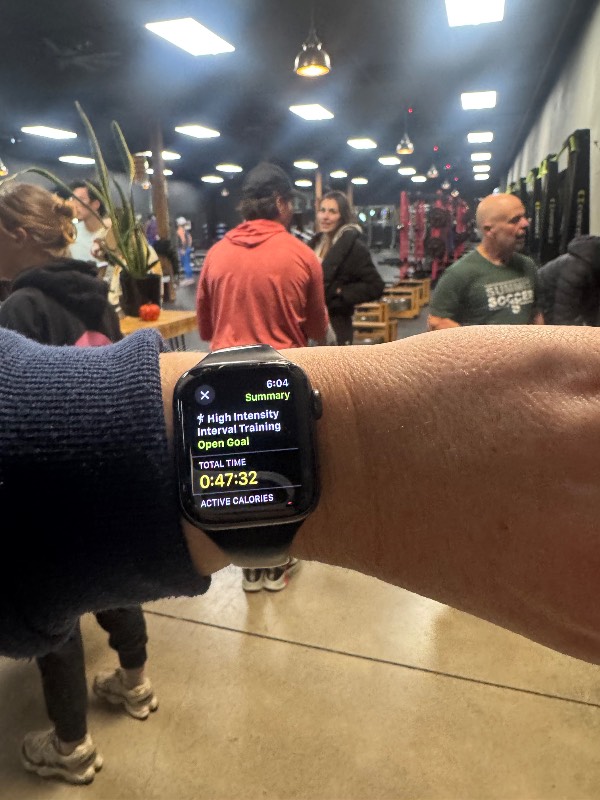 6:04
Summary
High Intensity
Interval Training
Open Goal
TOTAL TIME
0:47:32
ACTIVE CALORIES
SUMMIT
SOCCER